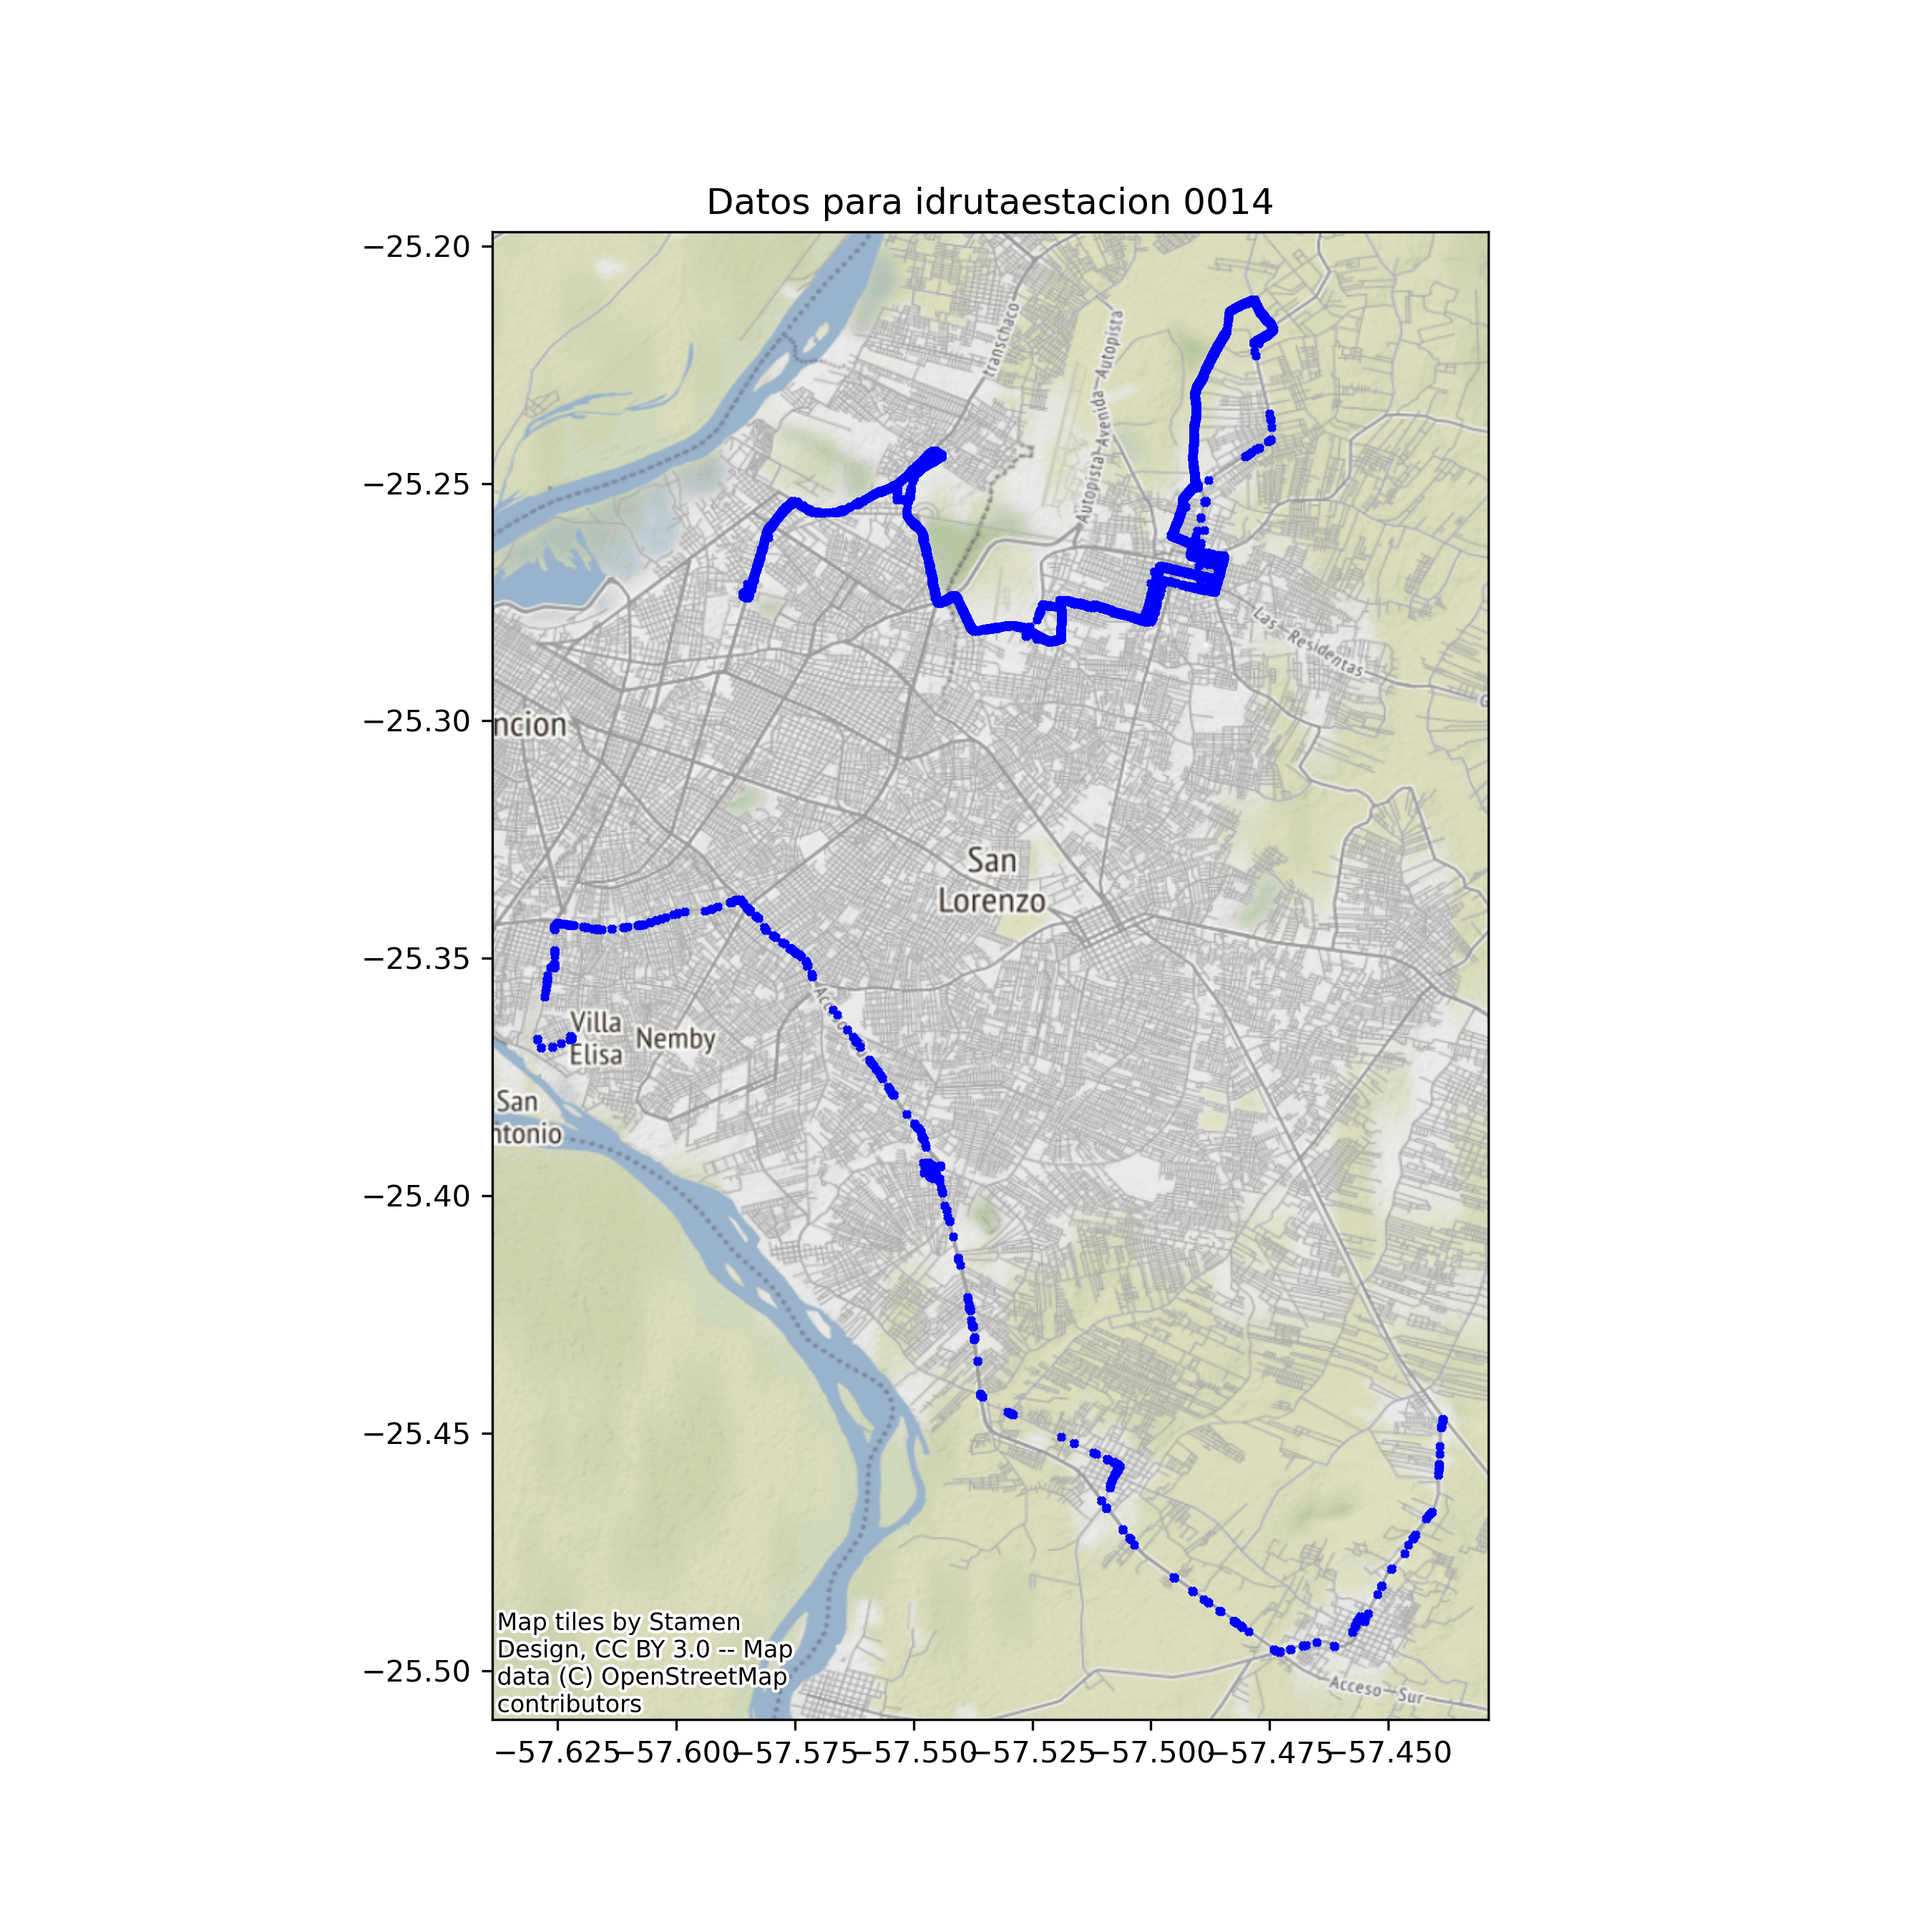 Datos para idrutaestacion 0014
−25.20
transchaco
Autopista—Avenida—Autopista
−25.25
Las—Residentas
−25.30
ncion
San
Lorenzo
−25.35
Villa
Elisa
Nemby
San
ntonio
−25.40
−25.45
Map tiles by Stamen
Design, CC BY 3.0 -- Map
data (C) OpenStreetMap
contributors
−25.50
Acceso—Sur
−57.625 −57.600 −57.575 −57.550 −57.525 −57.500 −57.475 −57.450